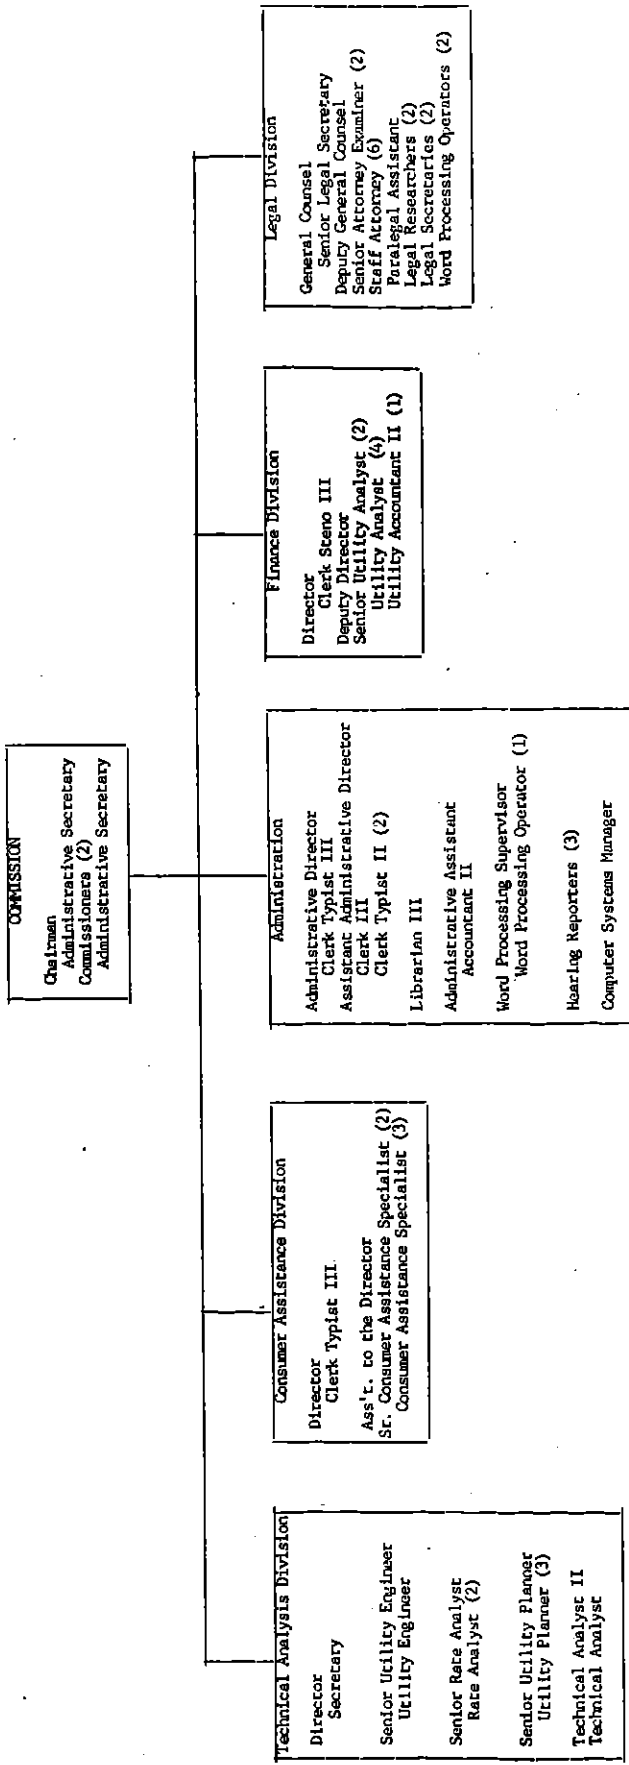 COMMISSION
Chairman
Administrative Secretary
Commissioners (2)
Administrative Secretary
Technical Analysis Division
Director
Secretary
Senior Utility Engineer
Utility Engineer
Senior Rate Analyst
Rate Analyst (2)
Senior Utility Planner
Utility Planner (3)
Technical Analyst II
Technical Analyst
Consumer Assistance Division
Director
Clerk Typist III
Ass't. to the Director
Sr. Consumer Assistance Specialist (2)
Consumer Assistance Specialist (3)
Administration
Administrative Director
Clerk Typist III
Assistant Administrative Director
Clerk III
Clerk Typist II (2)
Librarian III
Administrative Assistant
Accountant II
Word Processing Supervisor
Word Processing Operator (1)
Hearing Reporters (3)
Computer Systems Manager
Finance Division
Director
Clerk Steno III
Deputy Director
Senior Utility Analyst (2)
Utility Analyst (4)
Utility Accountant II (1)
Legal Division
General Counsel
Senior Legal Secretary
Deputy General Counsel
Senior Attorney Examiner (2)
Staff Attorney (6)
Paralegal Assistant
Legal Researchers (2)
Legal Secretaries (2)
Word Processing Operators (2)